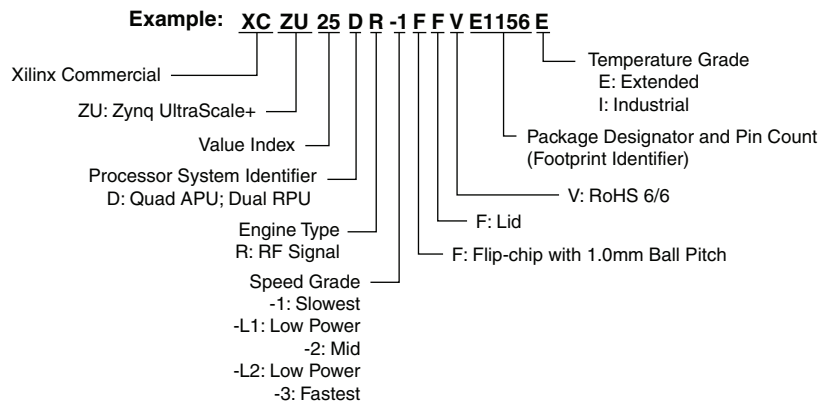 Example: XC ZU 25 D R -1 F F V E1156 E
Temperature Grade
E: Extended
I: Industrial
Xilinx Commercial
ZU: Zynq UltraScale+
Package Designator and Pin Count
(Footprint Identifier)
Value Index
Processor System Identifier
D: Quad APU; Dual RPU
V: RoHS 6/6
F: Lid
Engine Type
R: RF Signal
F: Flip-chip with 1.0mm Ball Pitch
Speed Grade
-1: Slowest
-L1: Low Power
-2: Mid
-L2: Low Power
-3: Fastest